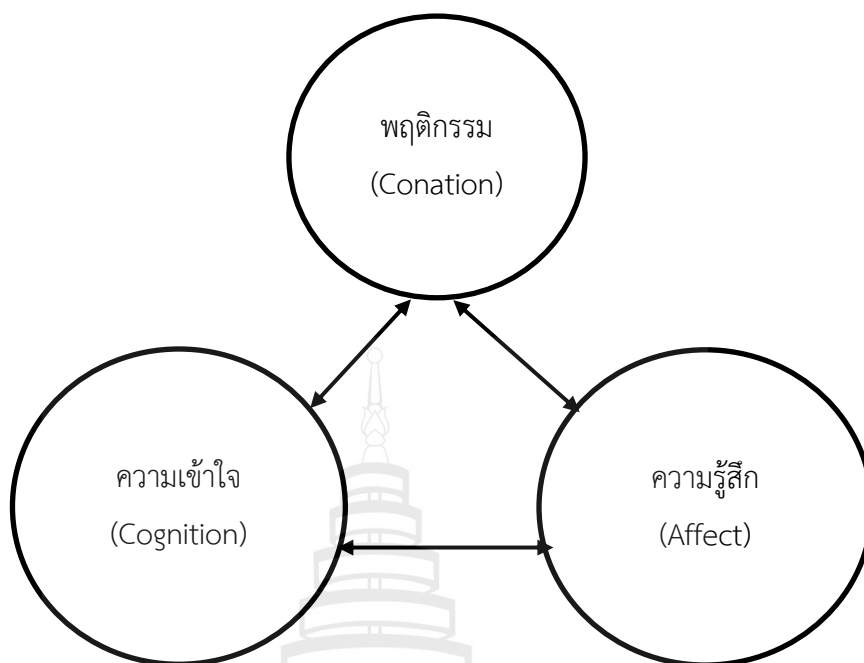 พฤติกรรม
(Conation)
ความเข้าใจ
(Cognition)
ความรู้สึก
(Affect)